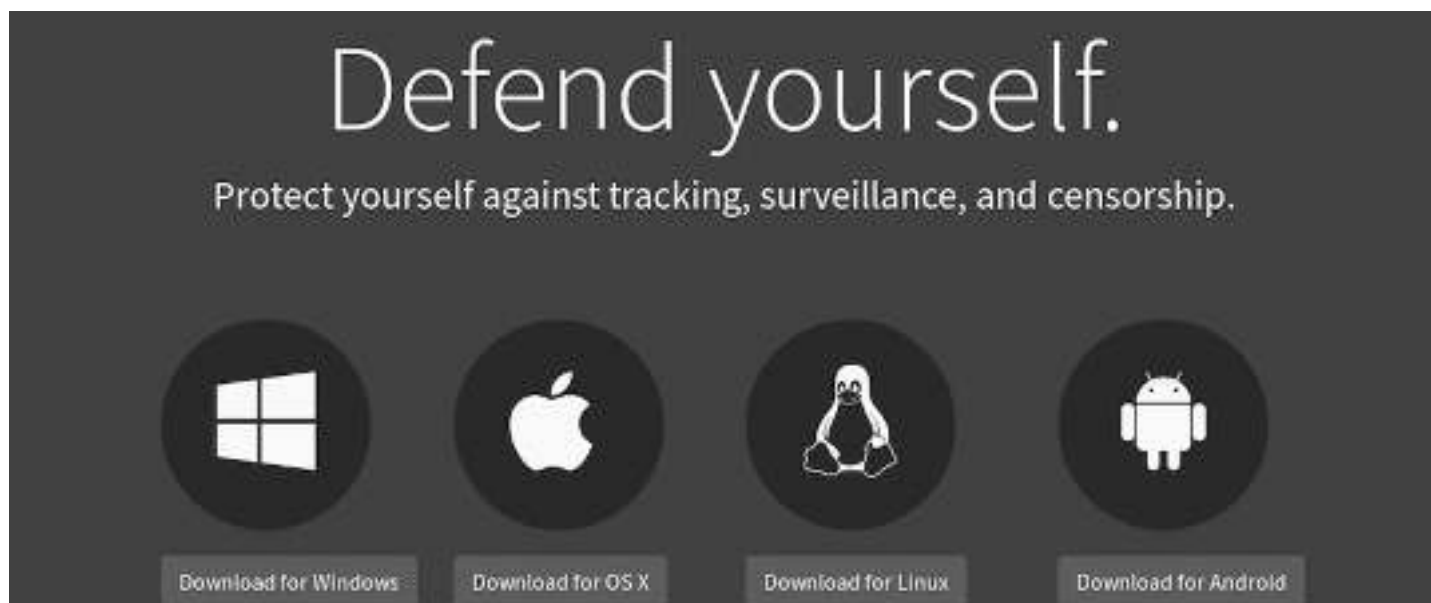 Defend yourself.
Protect yourself against tracking, surveillance, and censorship.
Download for Windows
Download for OS X
Download for Linux
Download for Android